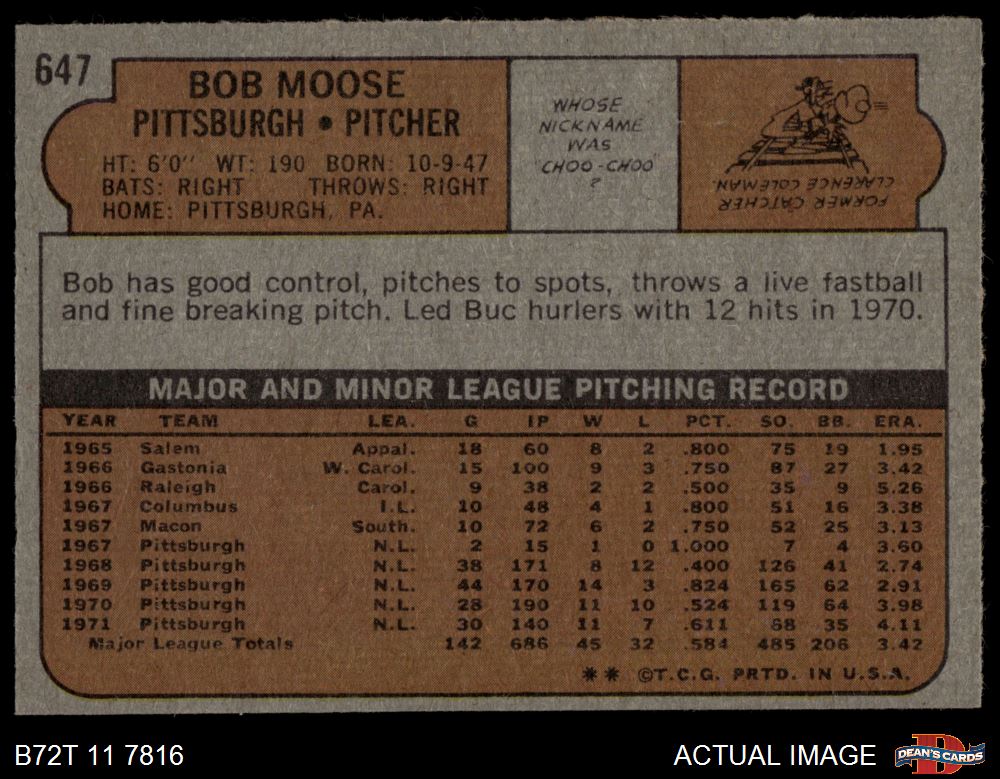 647
BOB MOOSE
PITTSBURGH • PITCHER
HT: 6'0" WT: 190 BORN: 10-9-47
BATS: RIGHT THROWS: RIGHT
HOME: PITTSBURGH, PA.
WHOSE
NICKNAME
WAS
"CHOO-CHOO"
?
FORMER CATCHER
CLARENCE COLEMAN.
Bob has good control, pitches to spots, throws a live fastball
and fine breaking pitch. Led Buc hurlers with 12 hits in 1970.
MAJOR AND MINOR LEAGUE PITCHING RECORD
YEAR TEAM LEA. G IP W L PCT. SO. BB. ERA.
1965 Salem Appal. 18 60 8 2 .800 75 19 1.95
1966 Gastonia W. Carol. 15 100 9 3 .750 87 27 3.42
1966 Raleigh Carol. 9 38 2 2 .500 35 9 5.26
1967 Columbus I.L. 10 48 4 1 .800 51 16 3.38
1967 Macon South. 10 72 6 2 .750 52 25 3.13
1967 Pittsburgh N.L. 2 15 1 0 1.000 7 4 3.60
1968 Pittsburgh N.L. 38 171 8 12 .400 126 41 2.74
1969 Pittsburgh N.L. 44 170 14 3 .824 165 62 2.91
1970 Pittsburgh N.L. 28 190 11 10 .524 119 64 3.98
1971 Pittsburgh N.L. 30 140 11 7 .611 68 35 4.11
Major League Totals 142 686 45 32 .584 485 206 3.42
** ©T.C.G. PRTD. IN U.S.A.
B72T 11 7816
ACTUAL IMAGE
D
DEAN'S CARDS